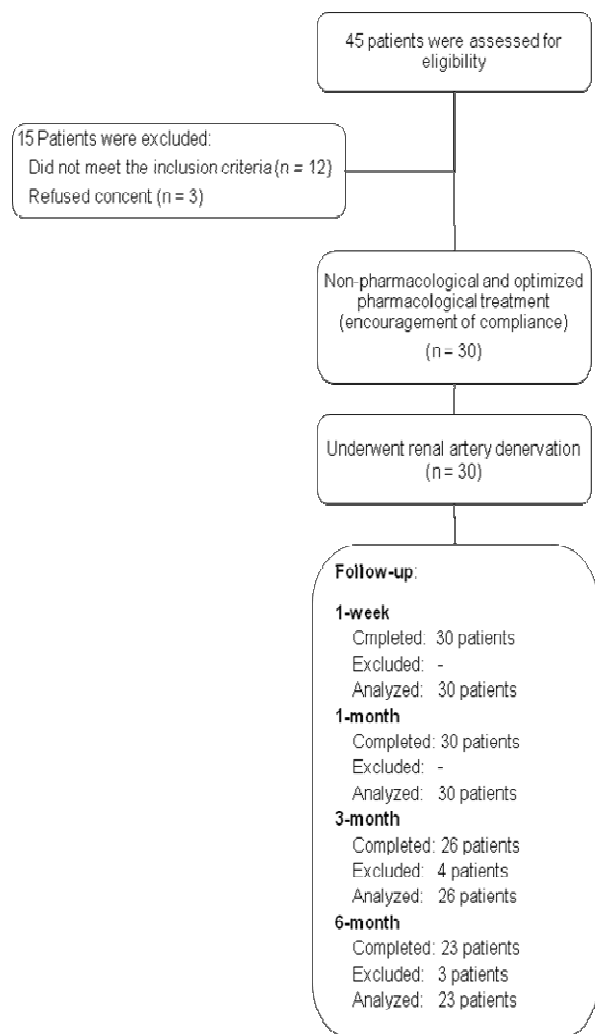 45 patients were assessed for
eligibility
15 Patients were excluded:
Did not meet the inclusion criteria (n = 12)
Refused concent (n = 3)
Non-pharmacological and optimized
pharmacological treatment
(encouragement of compliance)
(n = 30)
Underwent renal artery denervation
(n = 30)
Follow-up:
1-week
Cmpleted: 30 patients
Excluded: -
Analyzed: 30 patients
1-month
Completed: 30 patients
Excluded: -
Analyzed: 30 patients
3-month
Completed: 26 patients
Excluded: 4 patients
Analyzed: 26 patients
6-month
Completed: 23 patients
Excluded: 3 patients
Analyzed: 23 patients